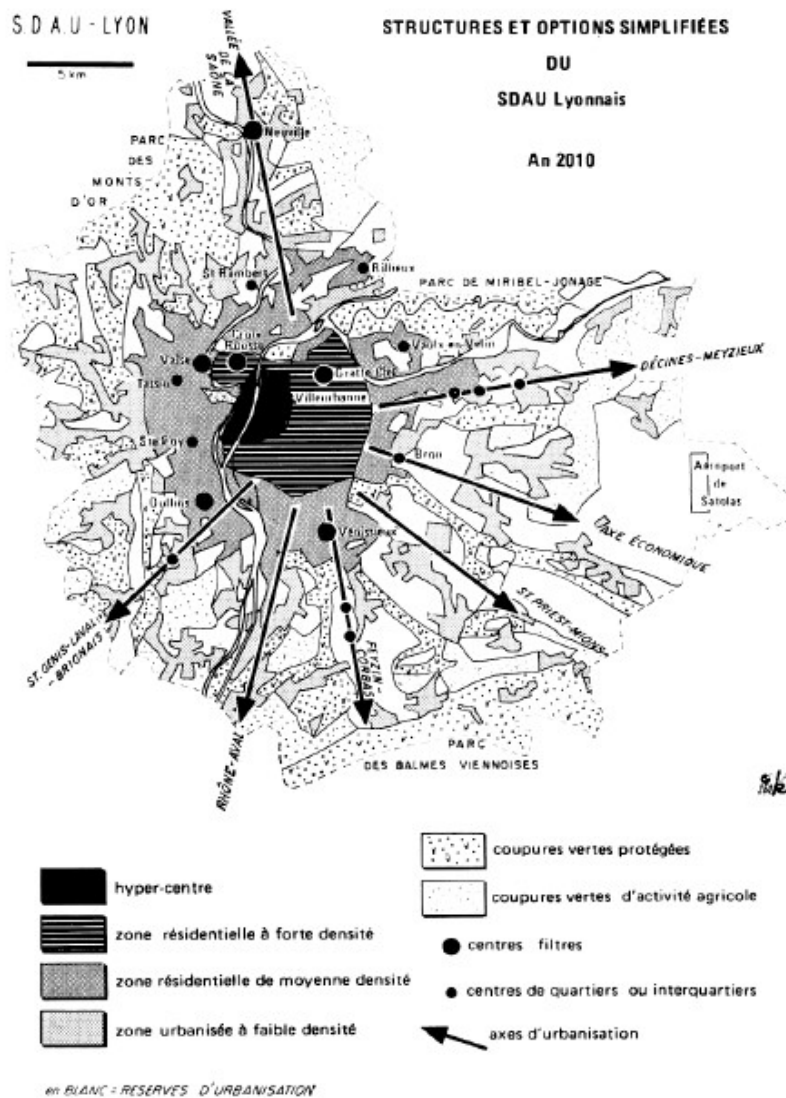 S.D.A.U - LYON
5 km
STRUCTURES ET OPTIONS SIMPLIFIÉES
DU
SDAU Lyonnais
An 2010
VALLÉE DE LA
SAÔNE
Neuville
PARC
DES
MONTS-
D'OR
St Rambert
Rillieux
PARC DE MIRIBEL-JONAGE
Croix
Rousse
Vaulx-en-Velin
Vaise
Gratte Ciel
Tassin
Villeurbanne
DÉCINES-MEYZIEUX
Ste Foy
Bron
Aéroport
de
Satolas
Oullins
Vénissieux
AXE ÉCONOMIQUE
ST PRIEST-MIONS
ST. GENIS-LAVAL-
-BRIGNAIS
FEYZIN-
CORBAS
RHÔNE-AVAL
PARC
DES BALMES VIENNOISES
hyper-centre
zone résidentielle à forte densité
zone résidentielle de moyenne densité
zone urbanisée à faible densité
en BLANC = RESERVES D'URBANISATION
coupures vertes protégées
coupures vertes d'activité agricole
centres filtres
centres de quartiers ou interquartiers
axes d'urbanisation